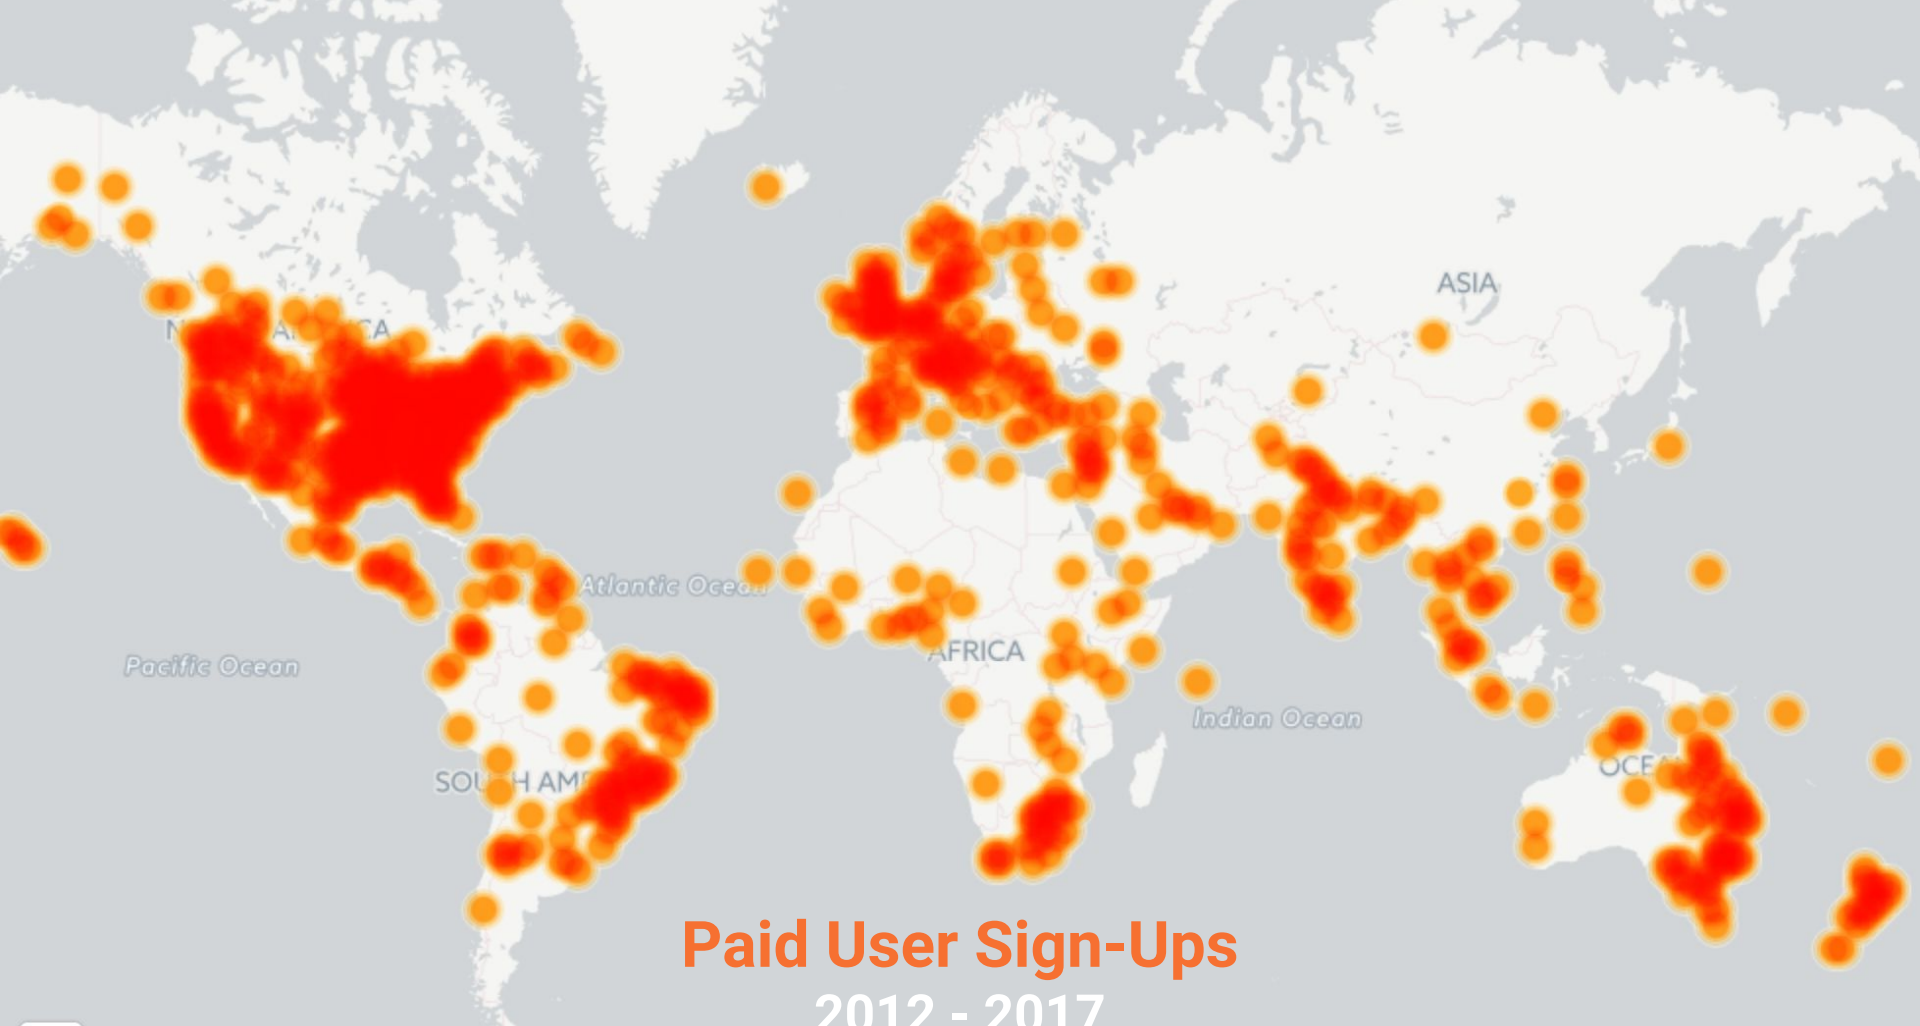 ASIA
Atlantic Ocean
AFRICA
Pacific Ocean
Indian Ocean
Paid User Sign-Ups
2012 - 2017